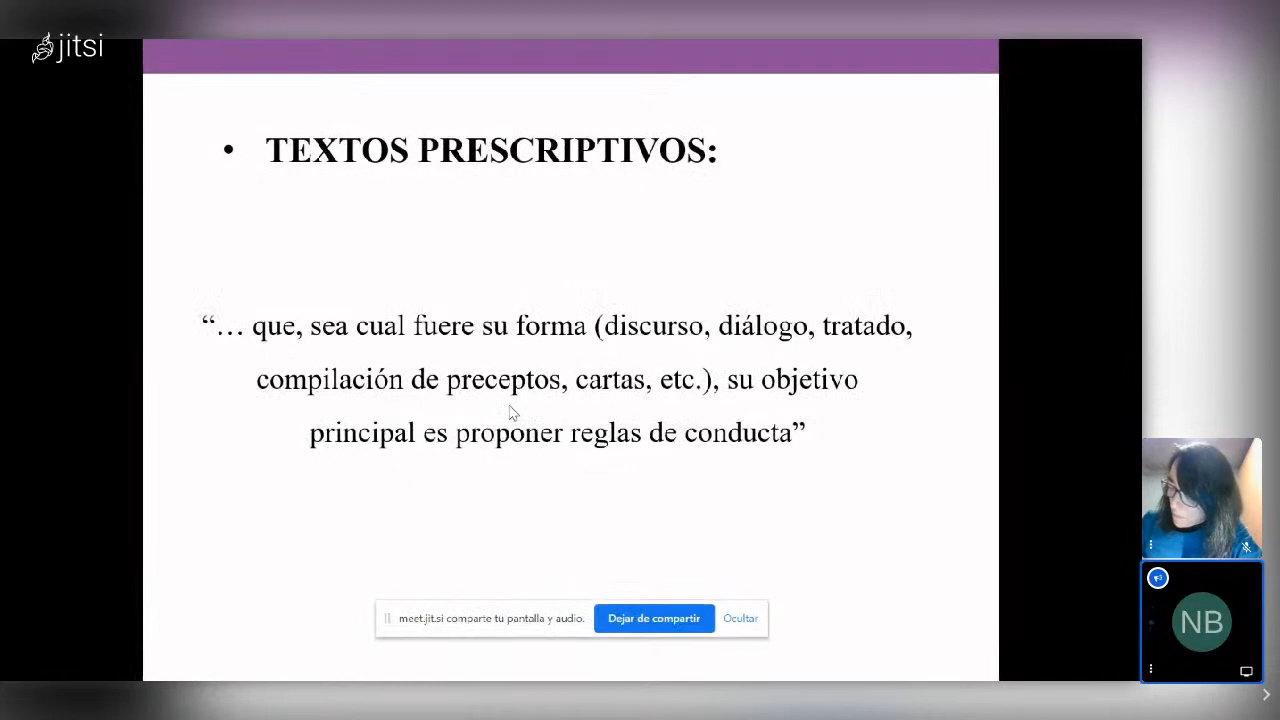 jitsi
• TEXTOS PRESCRIPTIVOS:
“… que, sea cual fuere su forma (discurso, diálogo, tratado,
compilación de preceptos, cartas, etc.), su objetivo
principal es proponer reglas de conducta”
meet.jit.si comparte tu pantalla y audio. Dejar de compartir Ocultar
NB